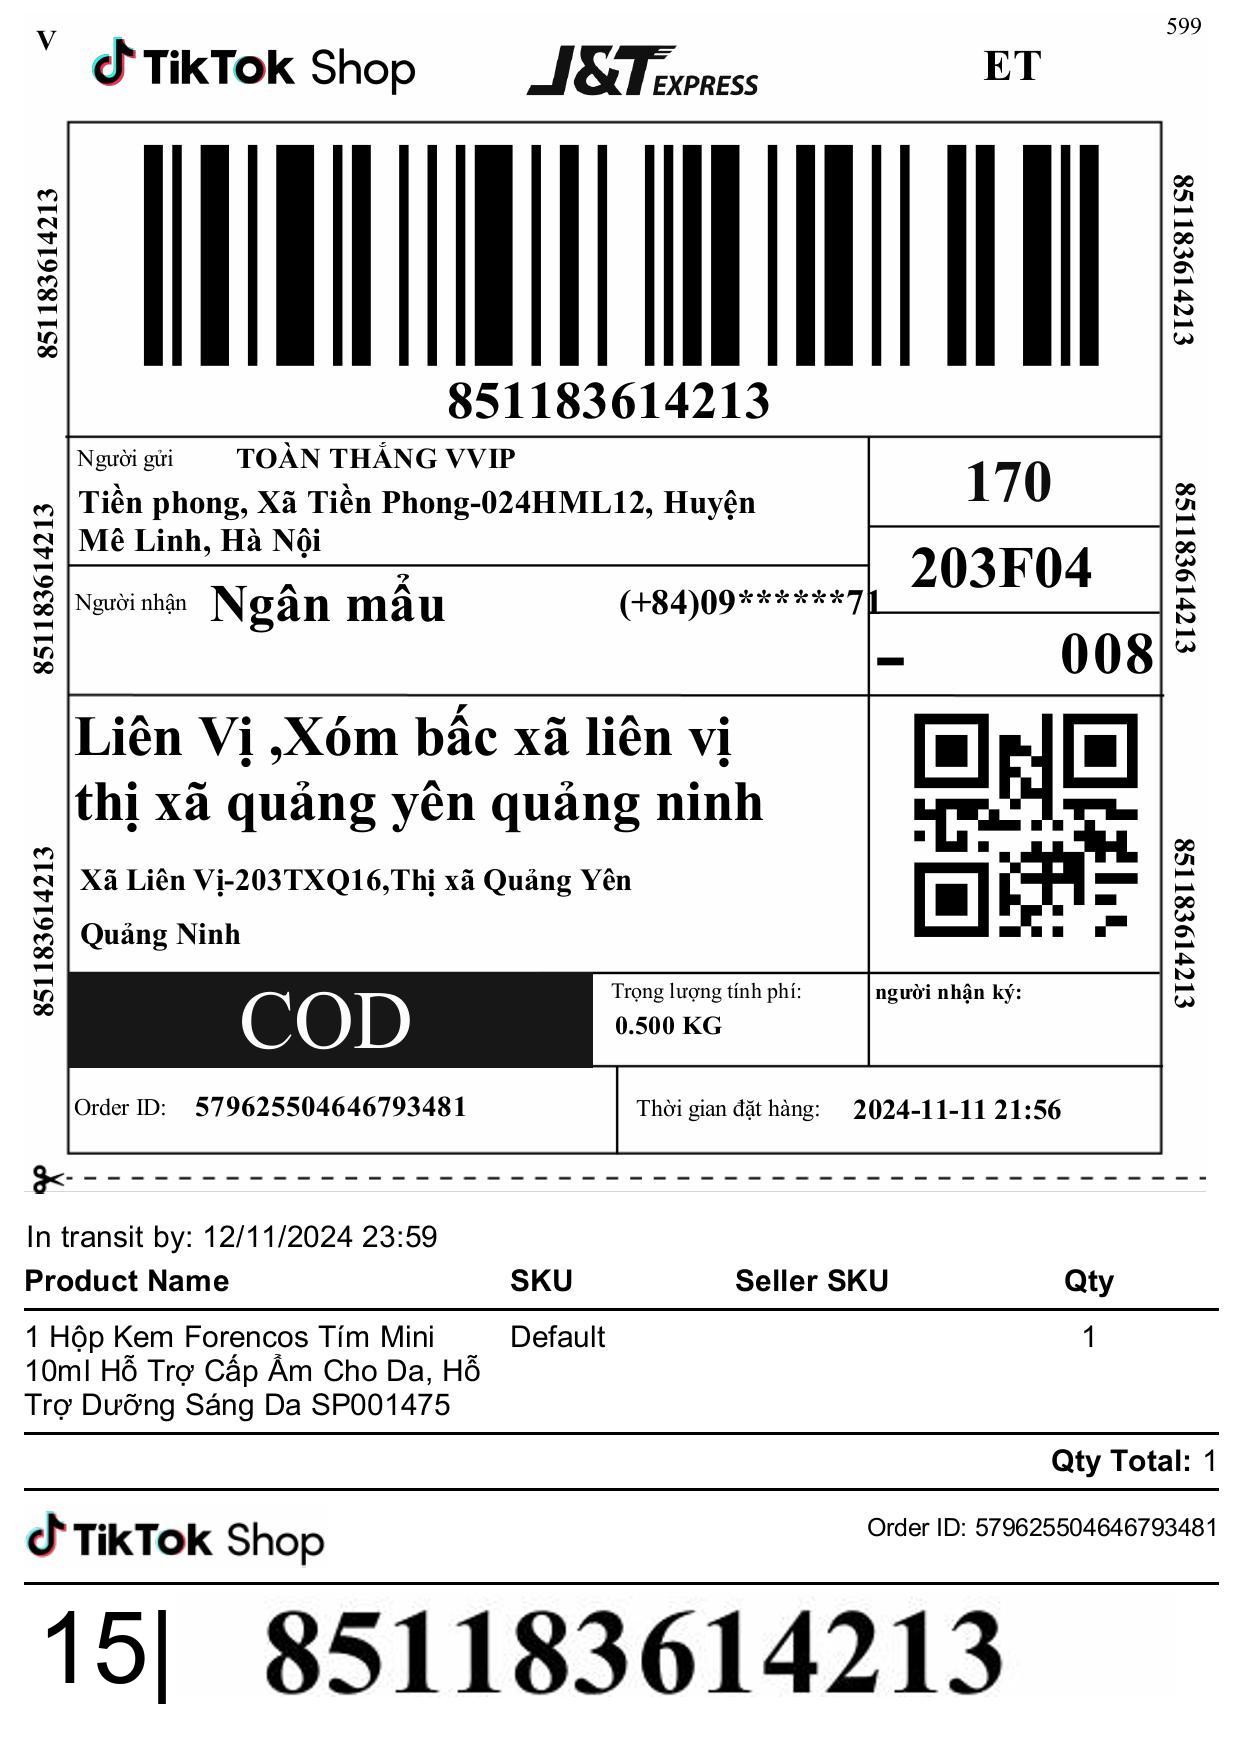 599
V
TikTok Shop
J&T EXPRESS
ET
851183614213
851183614213
851183614213
Người gửi TOÀN THẮNG VVIP
Tiền phong, Xã Tiền Phong-024HML12, Huyện
Mê Linh, Hà Nội
170
203F04
851183614213
851183614213
Người nhận Ngân mẩu (+84)09******71
- 008
Liên Vị ,Xóm bấc xã liên vị
thị xã quảng yên quảng ninh
Xã Liên Vị-203TXQ16,Thị xã Quảng Yên
Quảng Ninh
851183614213
851183614213
COD
Trọng lượng tính phí:
0.500 KG
người nhận ký:
Order ID: 579625504646793481
Thời gian đặt hàng: 2024-11-11 21:56
In transit by: 12/11/2024 23:59
Product Name SKU Seller SKU Qty
1 Hộp Kem Forencos Tím Mini Default 1
10ml Hỗ Trợ Cấp Ẩm Cho Da, Hỗ
Trợ Dưỡng Sáng Da SP001475
Qty Total: 1
TikTok Shop
Order ID: 579625504646793481
15| 851183614213